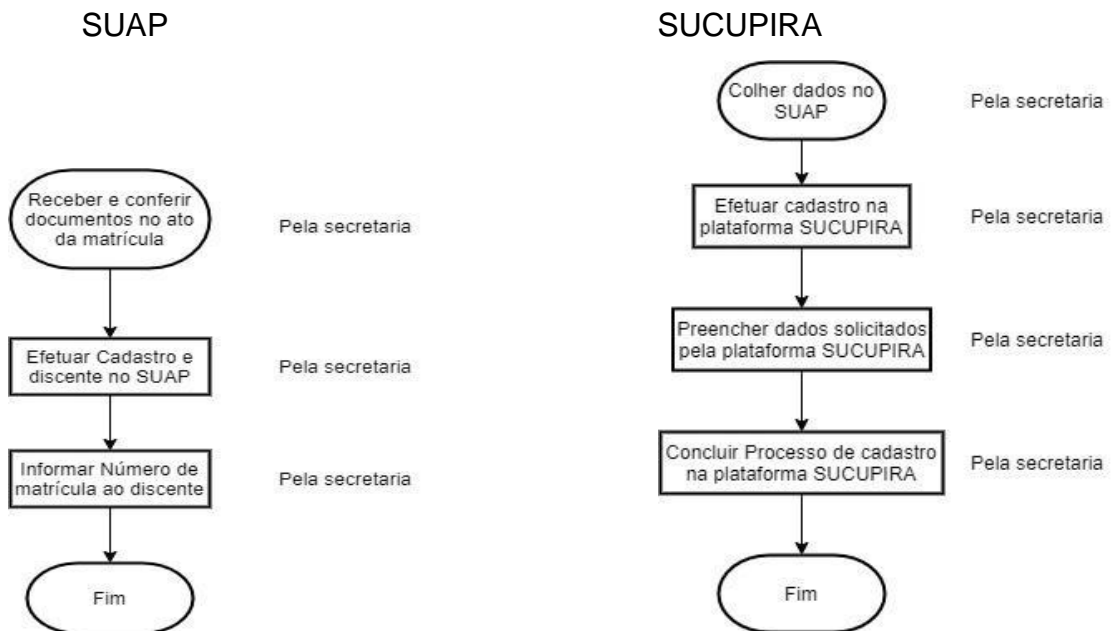 SUAP
Receber e conferir
documentos no ato
da matrícula
Pela secretaria
Efetuar Cadastro e
discente no SUAP
Pela secretaria
Informar Número de
matrícula ao discente
Pela secretaria
Fim
SUCUPIRA
Colher dados no
SUAP
Pela secretaria
Efetuar cadastro na
plataforma SUCUPIRA
Pela secretaria
Preencher dados solicitados
pela plataforma SUCUPIRA
Pela secretaria
Concluir Processo de cadastro
na plataforma SUCUPIRA
Pela secretaria
Fim